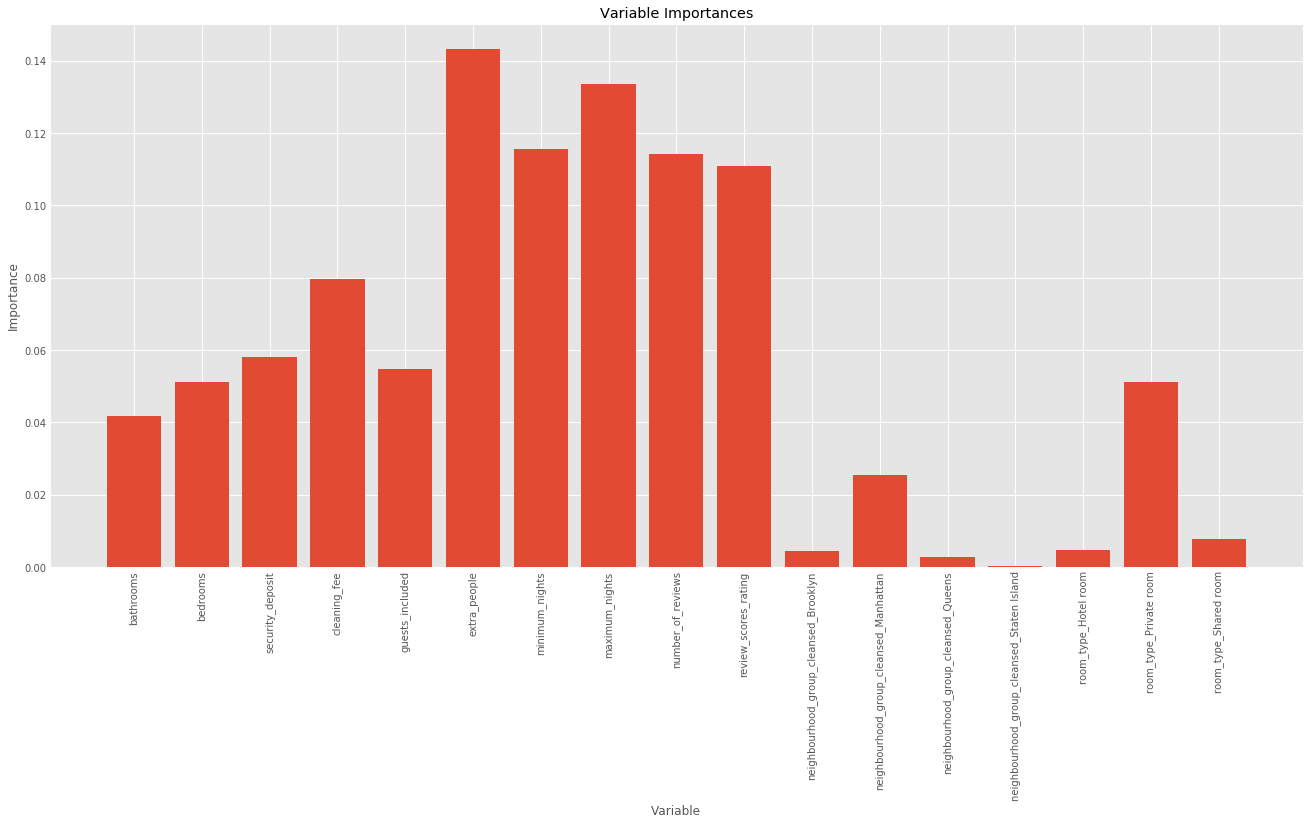 Variable Importances
Importance
0.14
0.12
0.10
0.08
0.06
0.04
0.02
0.00
bathrooms
bedrooms
security_deposit
cleaning_fee
guests_included
extra_people
minimum_nights
maximum_nights
number_of_reviews
review_scores_rating
neighbourhood_group_cleansed_Brooklyn
neighbourhood_group_cleansed_Manhattan
neighbourhood_group_cleansed_Queens
neighbourhood_group_cleansed_Staten Island
room_type_Hotel room
room_type_Private room
room_type_Shared room
Variable